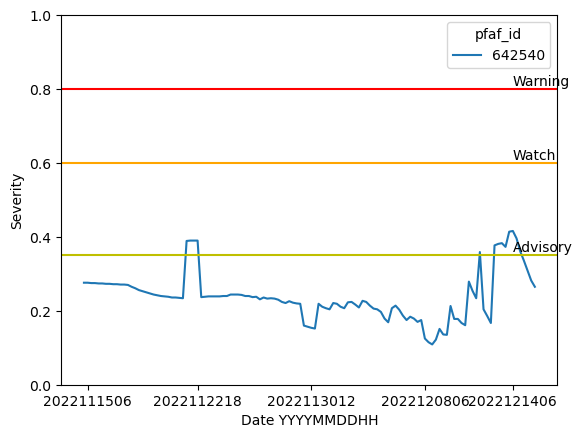 1.0
0.8
0.6
0.4
0.2
0.0
Severity
pfaf_id
642540
Warning
Watch
Advisory
2022111506
2022112218
2022113012
2022120806
2022121406
Date YYYYMMDDHH